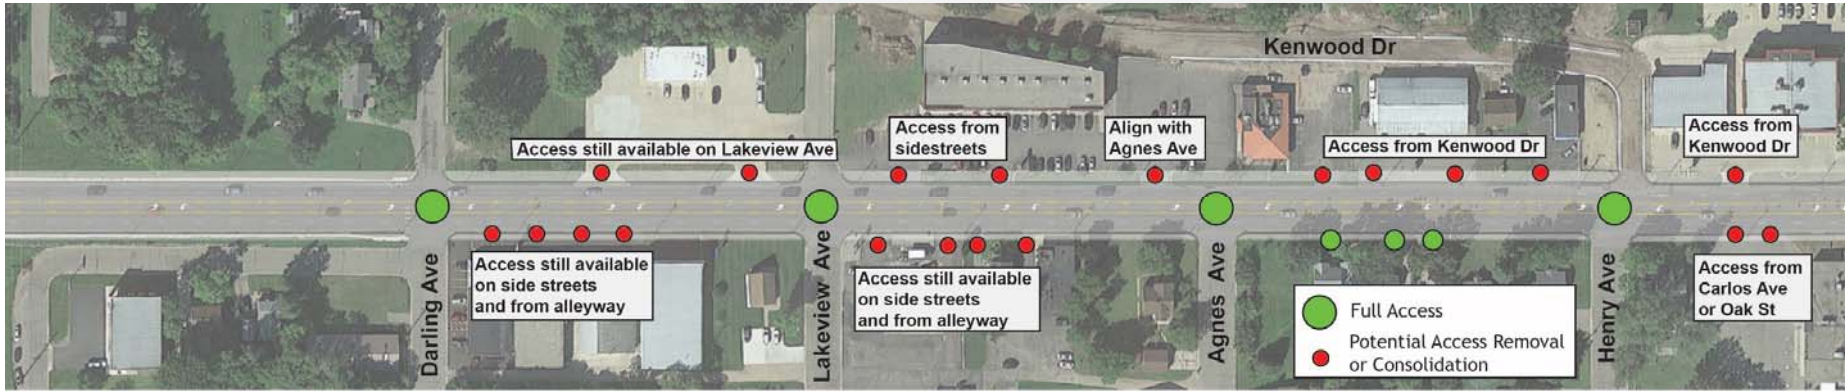 Kenwood Dr
Access still available on Lakeview Ave
Access from
sidestreets
Align with
Agnes Ave
Access from Kenwood Dr
Access from
Kenwood Dr
Darling Ave
Access still available
on side streets
and from alleyway
Lakeview Ave
Access still available
on side streets
and from alleyway
Agnes Ave
Henry Ave
Access from
Carlos Ave
or Oak St
Full Access
Potential Access Removal
or Consolidation